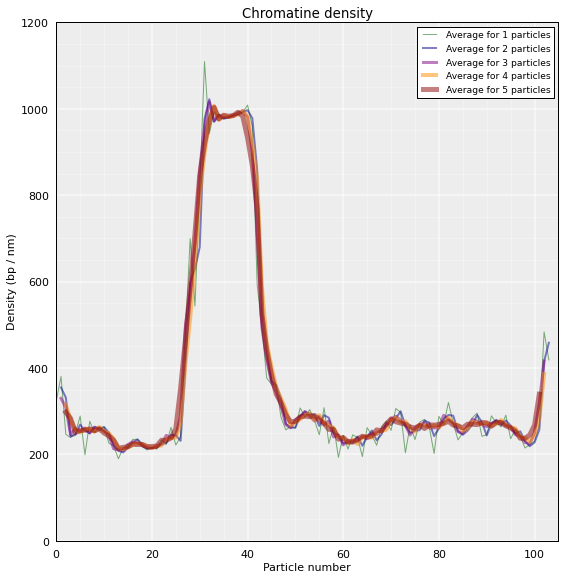 Chromatine density
Average for 1 particles
Average for 2 particles
Average for 3 particles
Average for 4 particles
Average for 5 particles
Density (bp / nm)
1200
1000
800
600
400
200
0
0 20 40 60 80 100
Particle number